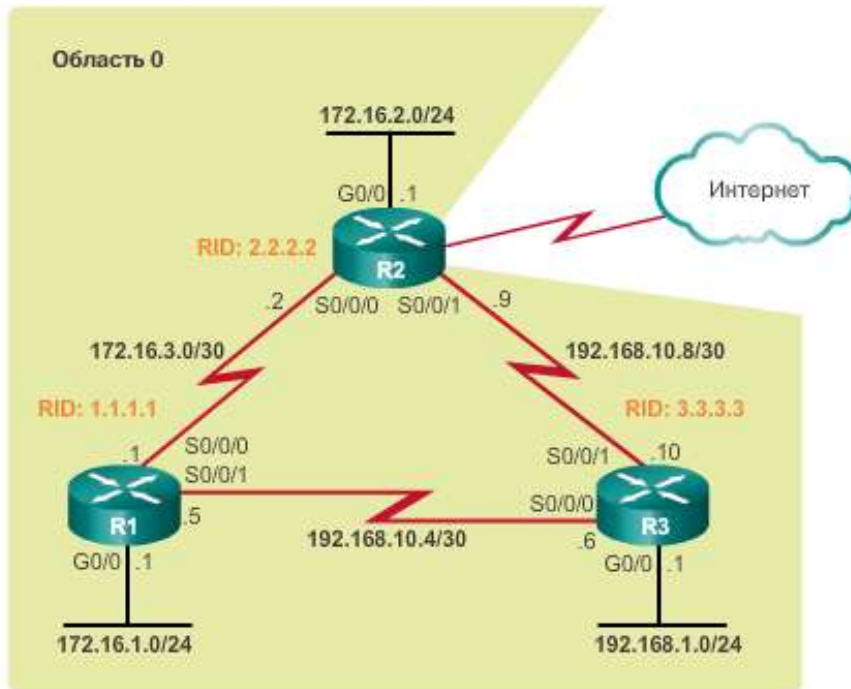 Область 0
172.16.2.0/24
G0/0 .1
Интернет
RID: 2.2.2.2
R2
.2 S0/0/0 S0/0/1 .9
172.16.3.0/30
192.168.10.8/30
RID: 1.1.1.1
RID: 3.3.3.3
.1 S0/0/0
S0/0/1
S0/0/1 .10
R1
.5
S0/0/0
R3
192.168.10.4/30
.6
G0/0 .1
G0/0 .1
172.16.1.0/24
192.168.1.0/24